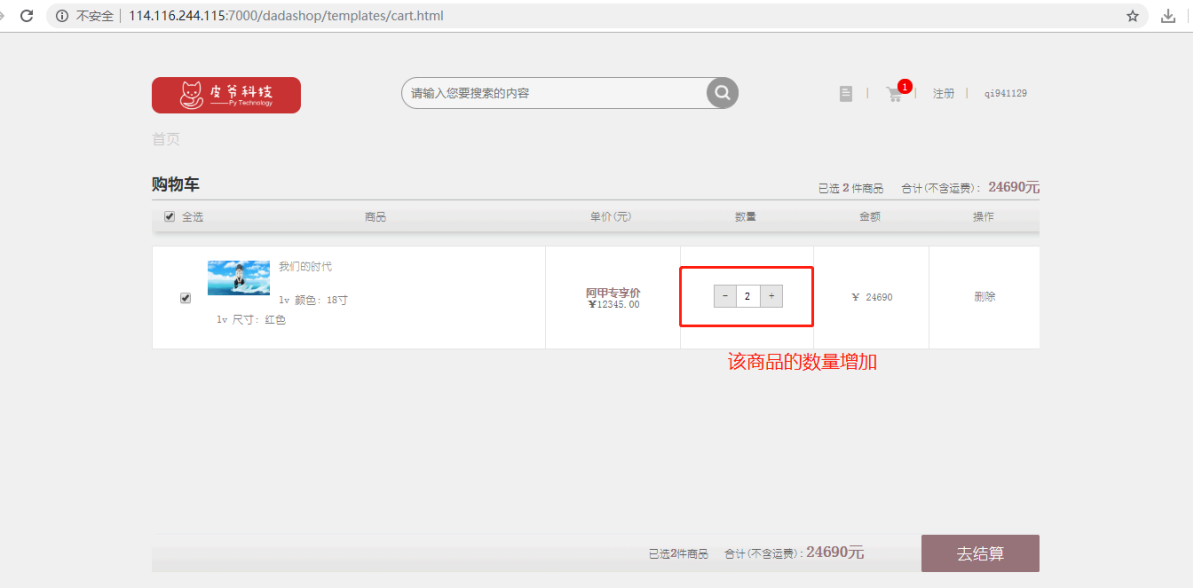 不安全 114.116.244.115:7000/dadashop/templates/cart.html
皮爷科技
Py Technology
请输入您要搜索的内容
1
注册
qi941129
首页
购物车
已选 2 件商品 合计(不含运费): 24690元
全选 商品 单价(元) 数量 金额 操作
我们的时代
lv 颜色: 18寸
lv 尺寸: 红色
阿甲专享价
¥12345.00
- 2 +
¥ 24690
删除
该商品的数量增加
已选2件商品 合计(不含运费): 24690元
去结算